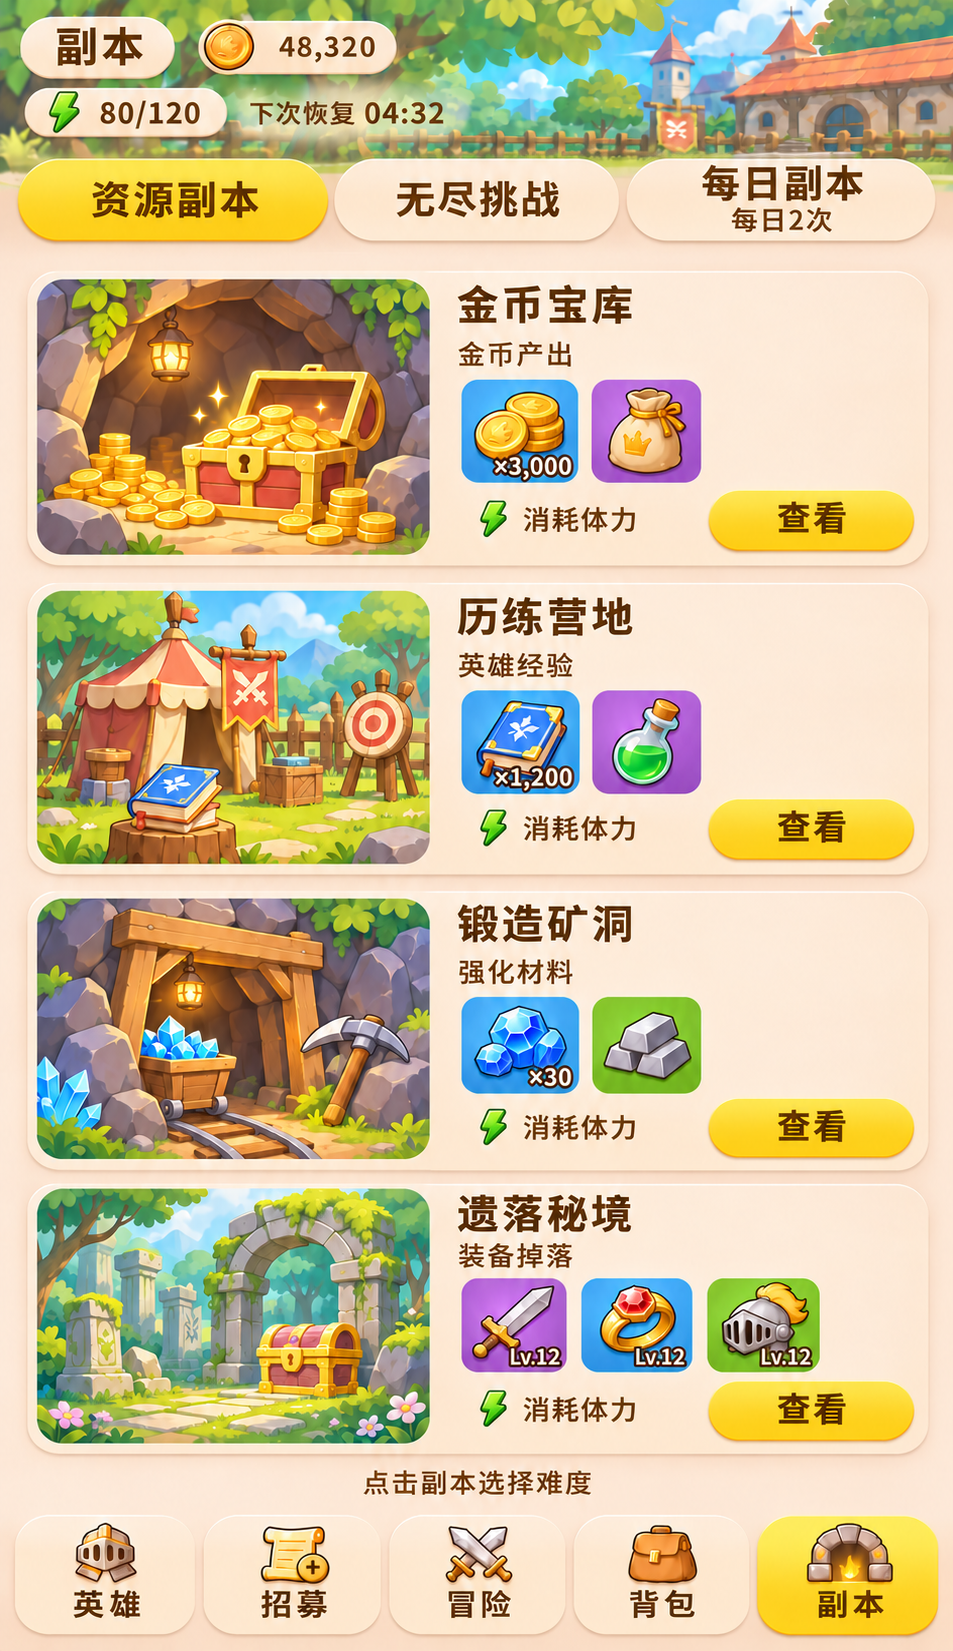 副本
48,320
80/120
下次恢复 04:32
资源副本
无尽挑战
每日副本
每日2次
金币宝库
金币产出
×3,000
消耗体力
查看
历练营地
英雄经验
×1,200
消耗体力
查看
锻造矿洞
强化材料
×30
消耗体力
查看
遗落秘境
装备掉落
Lv.12
Lv.12
Lv.12
消耗体力
查看
点击副本选择难度
英雄
招募
冒险
背包
副本